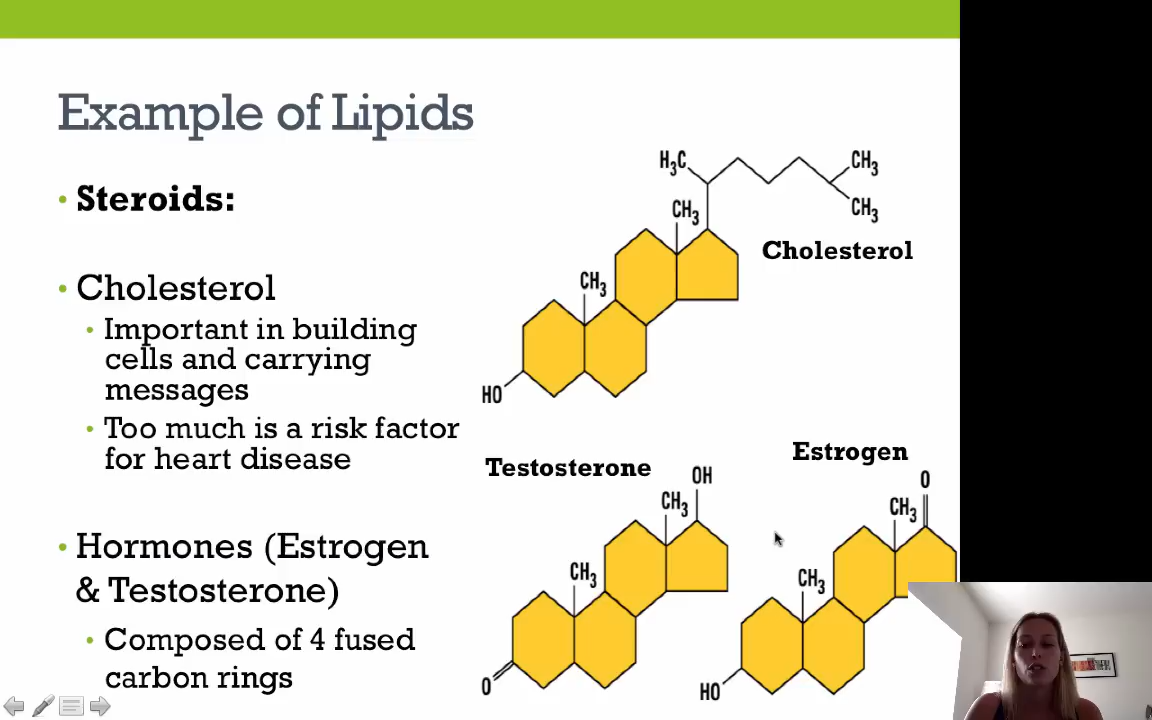 Example of Lipids
• Steroids:
• Cholesterol
• Important in building
cells and carrying
messages
• Too much is a risk factor
for heart disease
• Hormones (Estrogen
& Testosterone)
• Composed of 4 fused
carbon rings
H₃C
CH₃
CH₃
CH₃
CH₃
HO
Cholesterol
Testosterone
OH
CH₃
CH₃
O
Estrogen
O
CH₃
CH₃
HO